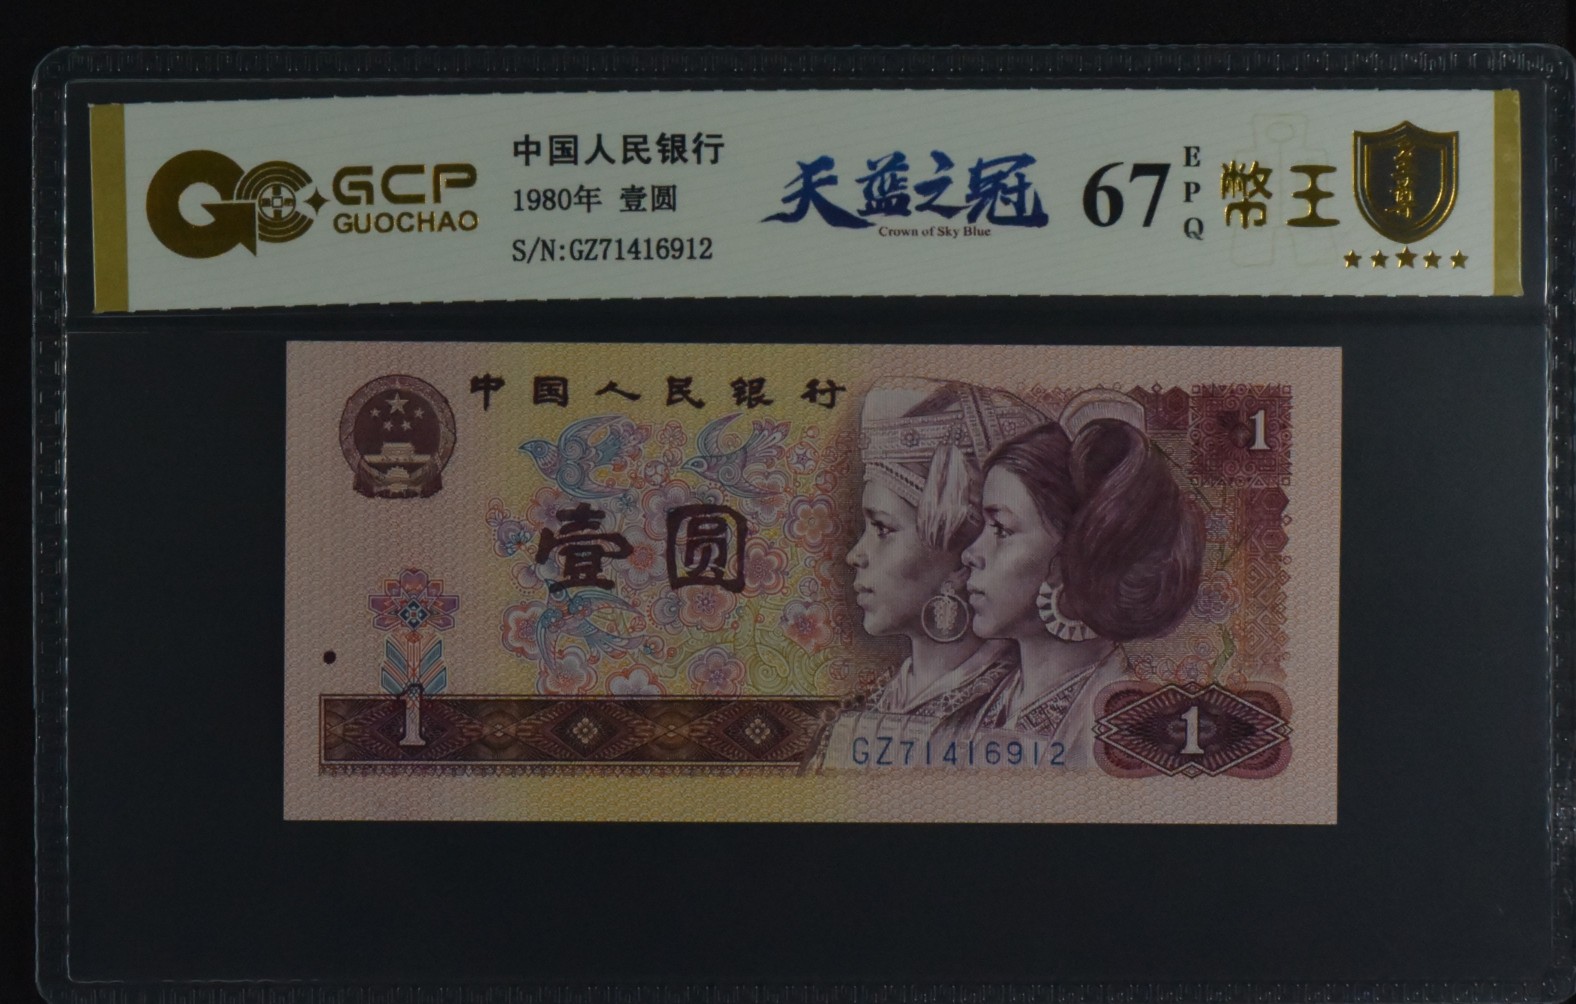 GCP
GUOCHAO
中国人民银行
1980年 壹圆
S/N:GZ71416912
天蓝之冠
Crown of Sky Blue
67
EPQ
幣王
中国人民银行
1
壹圆
1
GZ71416912
1